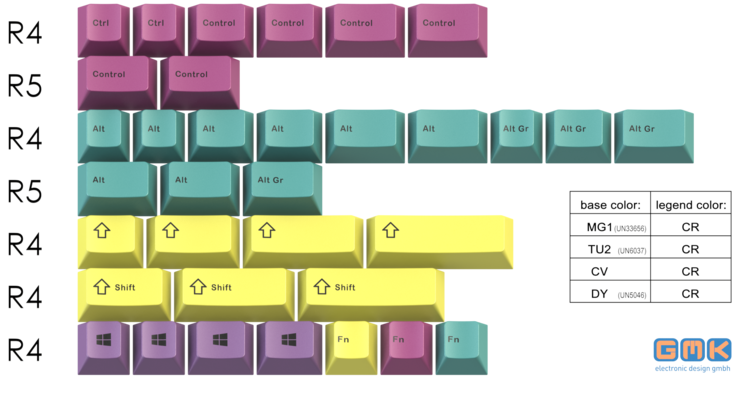 R4 Ctrl Ctrl Control Control Control Control
R5 Control Control
R4 Alt Alt Alt Alt Alt Alt Alt Gr Alt Gr Alt Gr
R5 Alt Alt Alt Gr
R4
R4 Shift Shift Shift
R4 Fn Fn Fn
base color: legend color:
MG1 (UN33656) CR
TU2 (UN6037) CR
CV CR
DY (UN5046) CR
GMK
electronic design gmbh